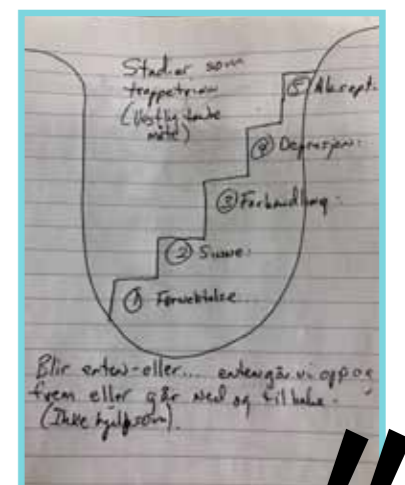 Stadier som
trappetrinn
(Vestlig tanke
måte)
⑤ Aksept.
④ Depresjon.
③ Forhandling.
② Sinne.
① Fornektelse...
Blir enten-eller.... enten går vi opp og
frem eller går ned og tilbake.
(Ikke hjelpsom).